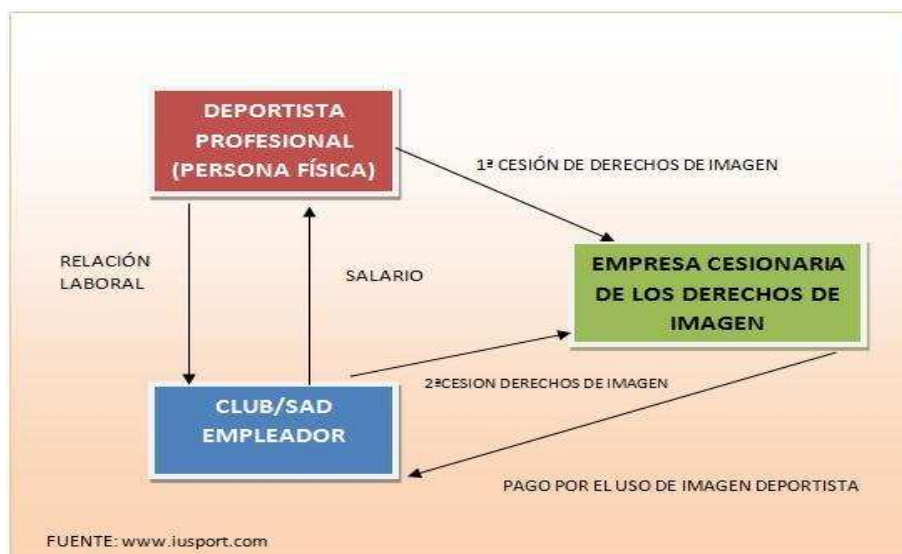 DEPORTISTA
PROFESIONAL
(PERSONA FÍSICA)
1ª CESIÓN DE DERECHOS DE IMAGEN
RELACIÓN
LABORAL
SALARIO
EMPRESA CESIONARIA
DE LOS DERECHOS DE
IMAGEN
2ªCESION DERECHOS DE IMAGEN
CLUB/SAD
EMPLEADOR
PAGO POR EL USO DE IMAGEN DEPORTISTA
FUENTE: www.iusport.com